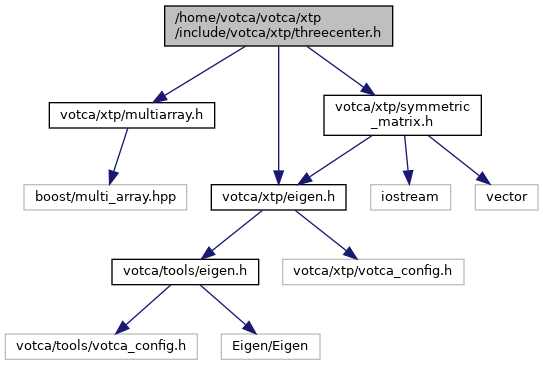 /home/votca/votca/xtp
/include/votca/xtp/threecenter.h
votca/xtp/multiarray.h
votca/xtp/symmetric
_matrix.h
boost/multi_array.hpp
votca/xtp/eigen.h
iostream
vector
votca/tools/eigen.h
votca/xtp/votca_config.h
votca/tools/votca_config.h
Eigen/Eigen